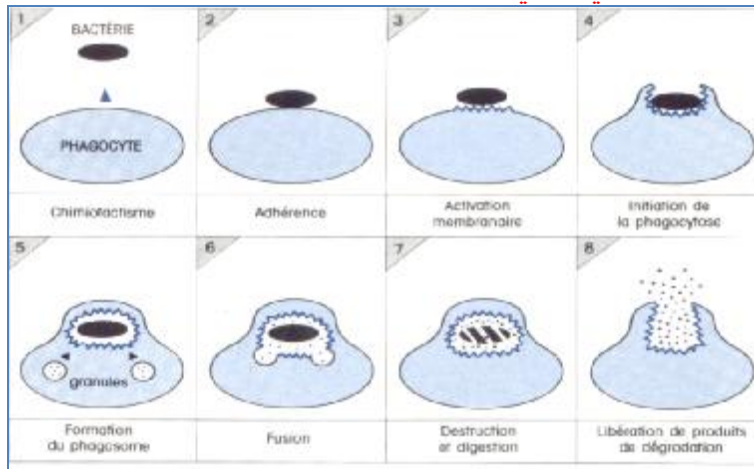 1
BACTÉRIE
PHAGOCYTE
Chimiotactisme
2
Adhérence
3
Activation
membranaire
4
Initiation de
la phagocytose
5
granules
Formation
du phagosome
6
Fusion
7
Destruction
et digestion
8
Libération de produits
de dégradation